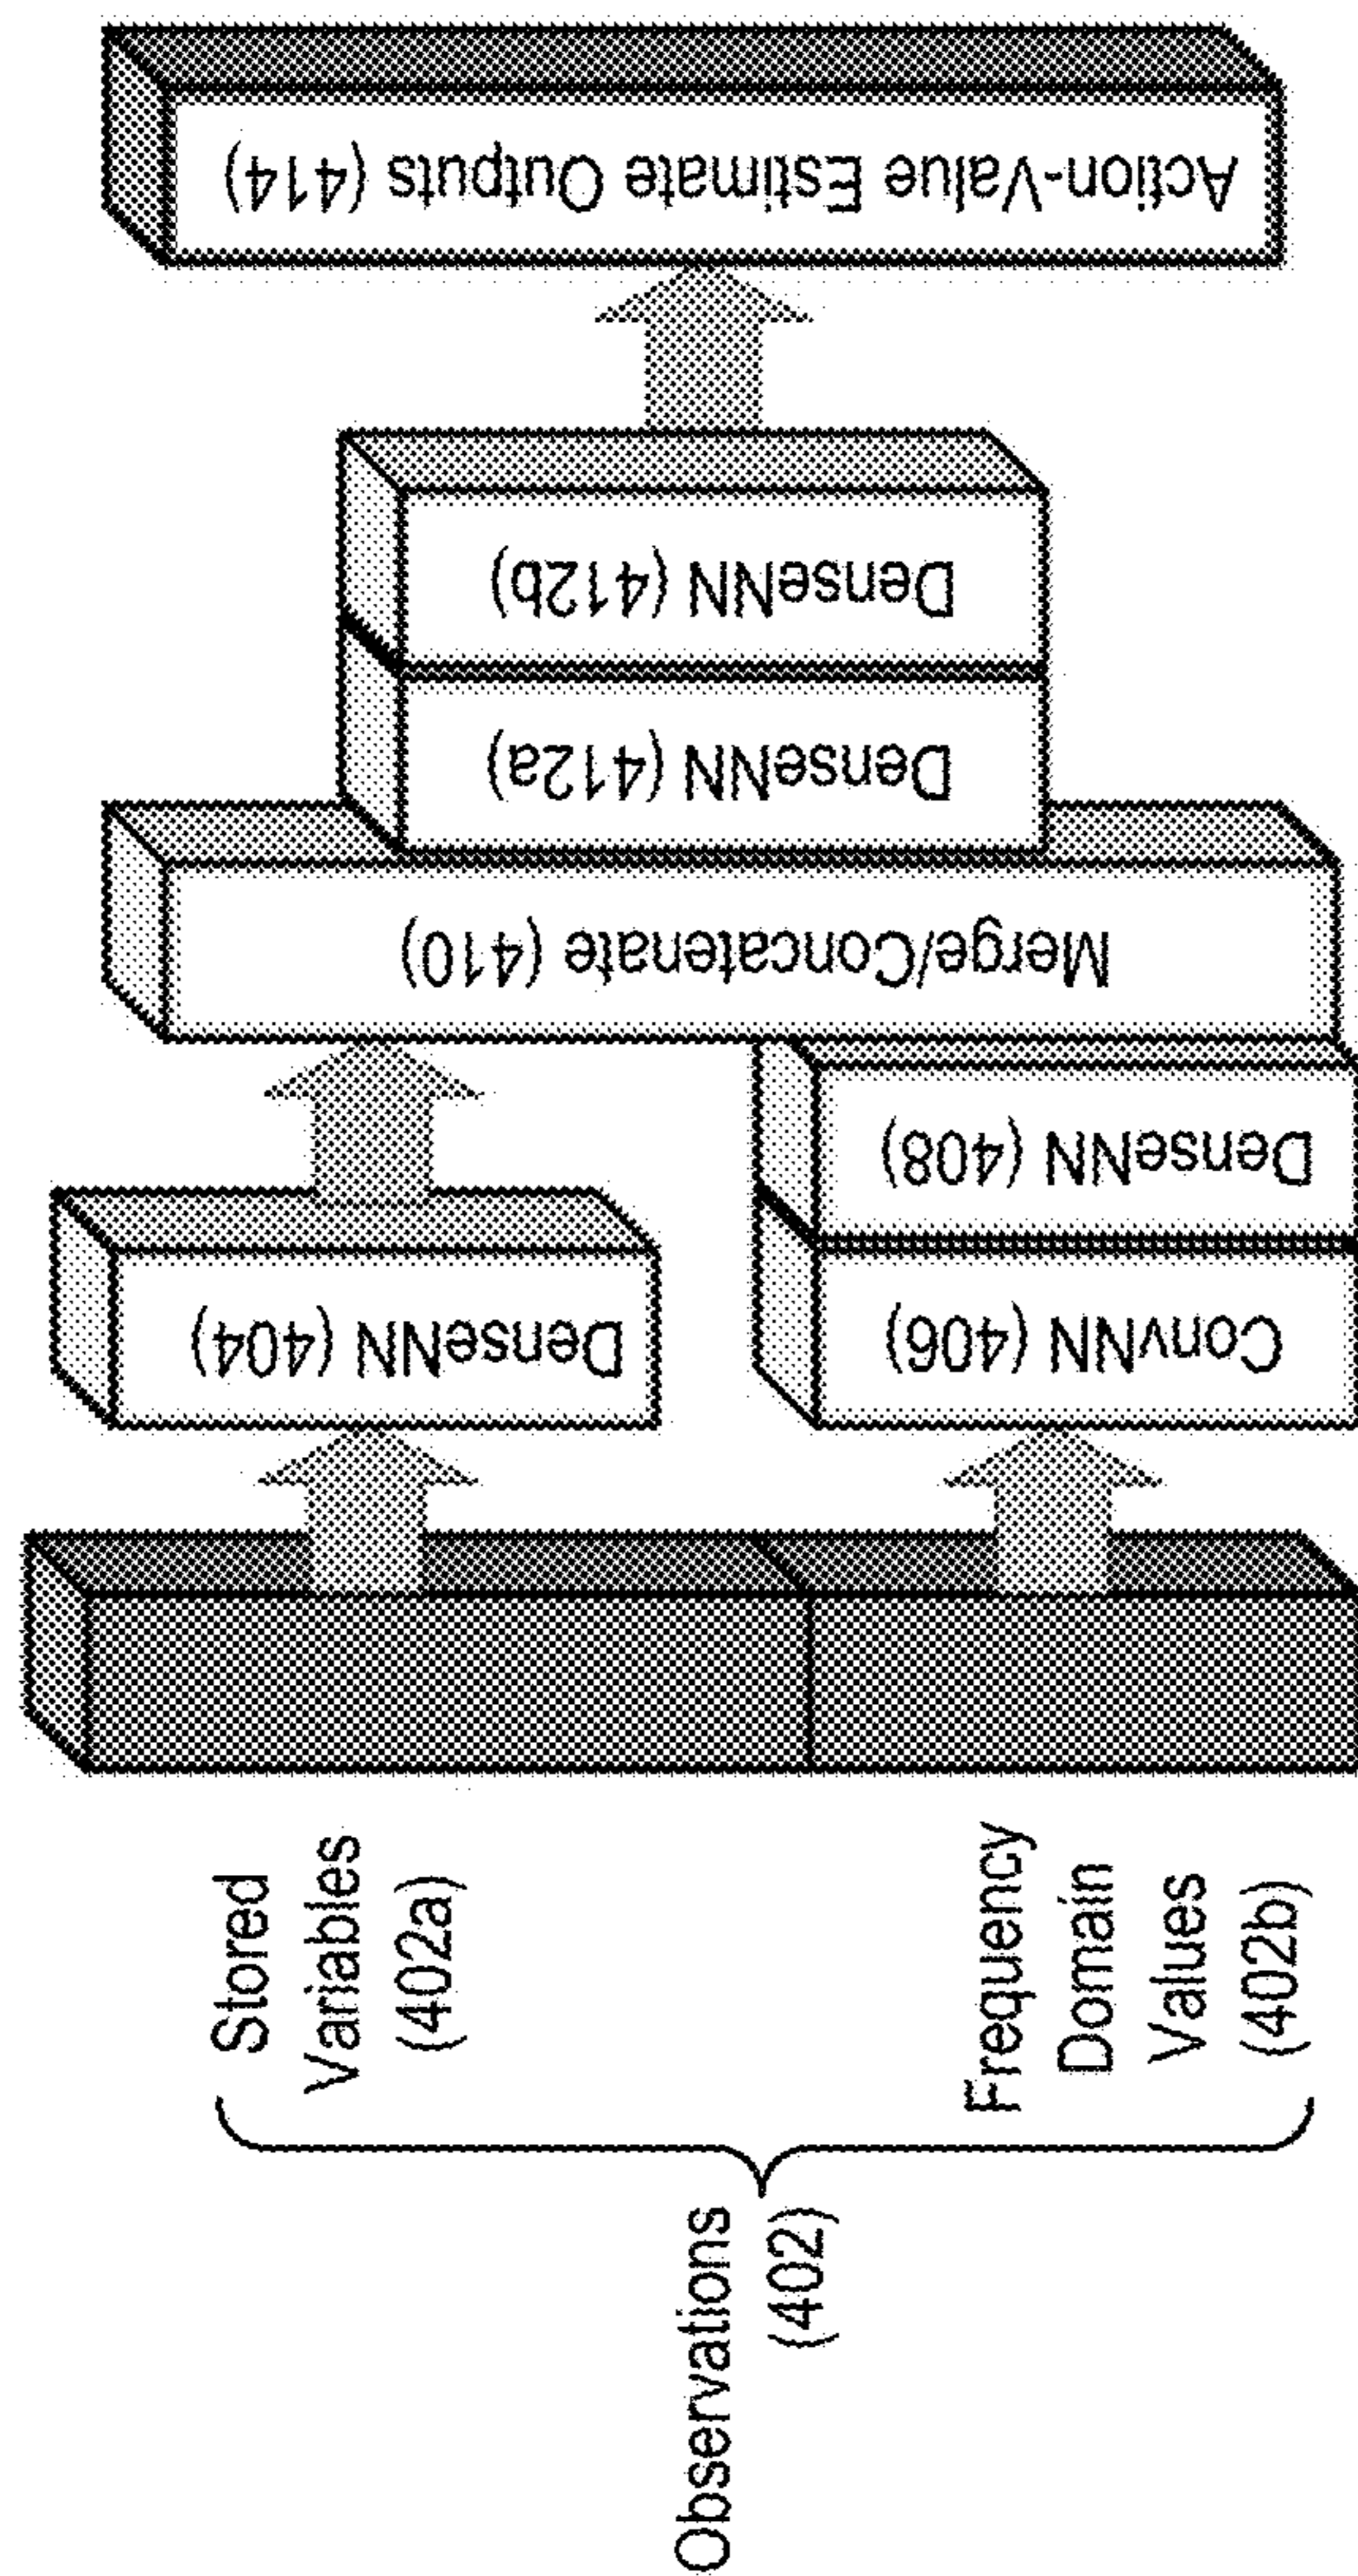 Observations
(402)
Stored
Variables
(402a)
Frequency
Domain
Values
(402b)
DenseNN (404)
ConvNN (406)
DenseNN (408)
Merge/Concatenate (410)
DenseNN (412a)
DenseNN (412b)
Action-Value Estimate Outputs (414)